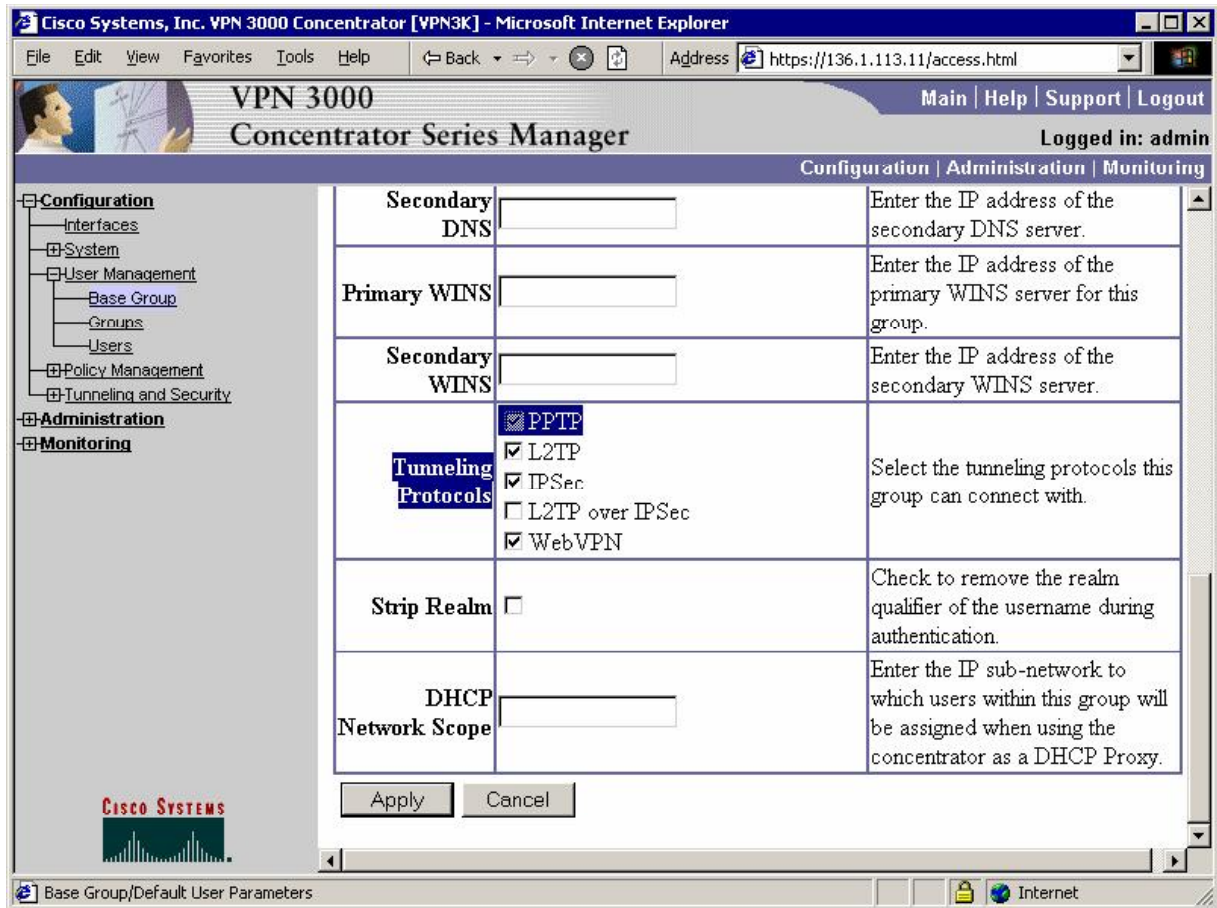 Cisco Systems, Inc. VPN 3000 Concentrator [VPN3K] - Microsoft Internet Explorer
File Edit View Favorites Tools Help Back Address https://136.1.113.11/access.html
VPN 3000
Concentrator Series Manager
Main | Help | Support | Logout
Logged in: admin
Configuration | Administration | Monitoring
Configuration
Interfaces
System
User Management
Base Group
Groups
Users
Policy Management
Tunneling and Security
Administration
Monitoring
Secondary
DNS
Enter the IP address of the
secondary DNS server.
Primary WINS
Enter the IP address of the
primary WINS server for this
group.
Secondary
WINS
Enter the IP address of the
secondary WINS server.
Tunneling
Protocols
PPTP
L2TP
IPSec
L2TP over IPSec
WebVPN
Select the tunneling protocols this
group can connect with.
Strip Realm
Check to remove the realm
qualifier of the username during
authentication.
DHCP
Network Scope
Enter the IP sub-network to
which users within this group will
be assigned when using the
concentrator as a DHCP Proxy.
Apply Cancel
CISCO SYSTEMS
Base Group/Default User Parameters
Internet